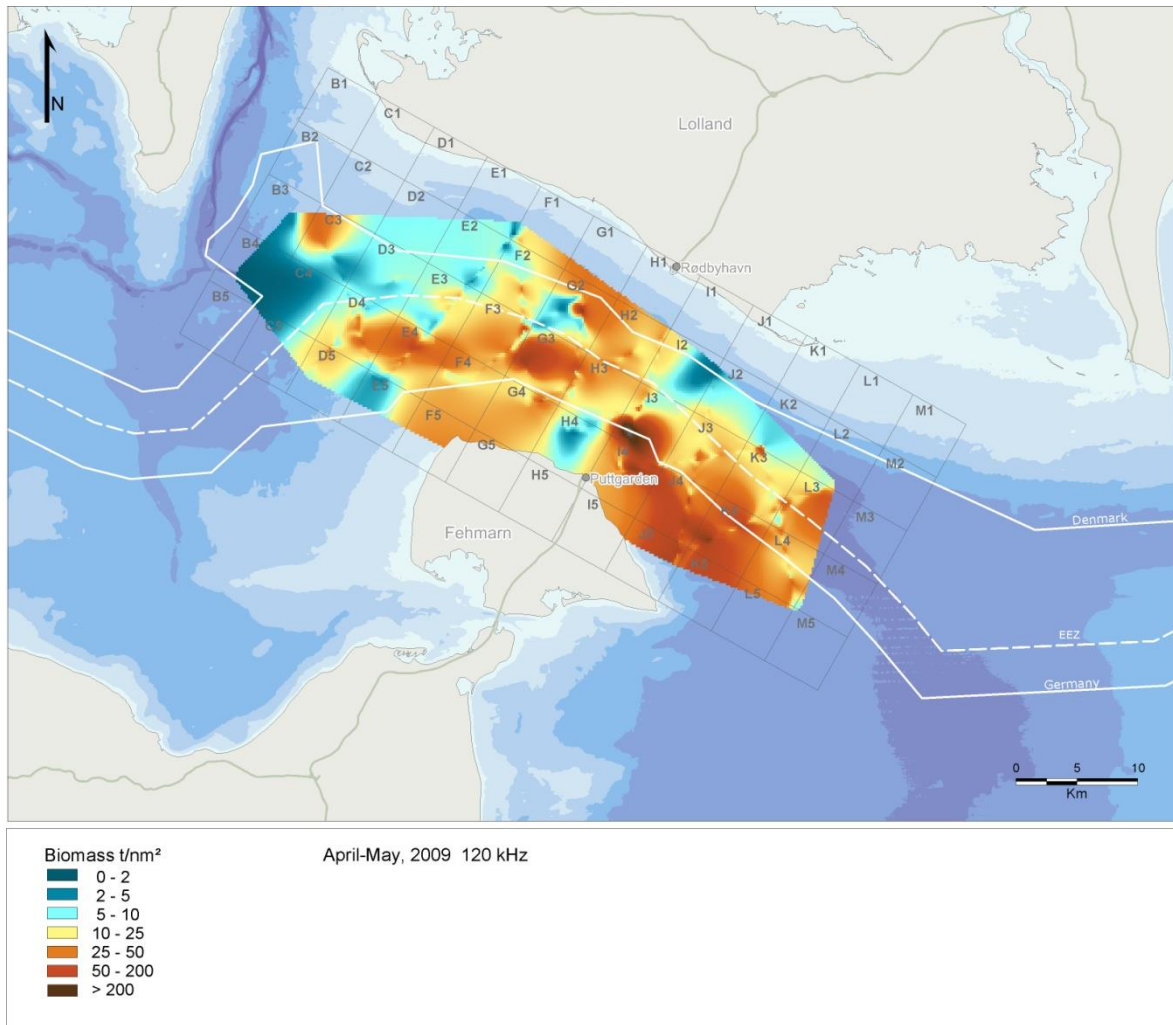 N
Lolland
B1
C1
D1
E1
F1
G1
H1
Rødbyhavn
I1
J1
K1
L1
M1
B2
C2
D2
E2
F2
G2
H2
I2
J2
K2
L2
M2
B3
C3
D3
E3
F3
G3
H3
I3
J3
K3
L3
M3
B4
C4
D4
E4
F4
G4
H4
I4
L4
M4
B5
C5
D5
E5
F5
G5
H5
I5
L5
M5
Puttgarden
Fehmarn
Denmark
EEZ
Germany
0 5 10
Km
Biomass t/nm² April-May, 2009 120 kHz
0 - 2
2 - 5
5 - 10
10 - 25
25 - 50
50 - 200
> 200